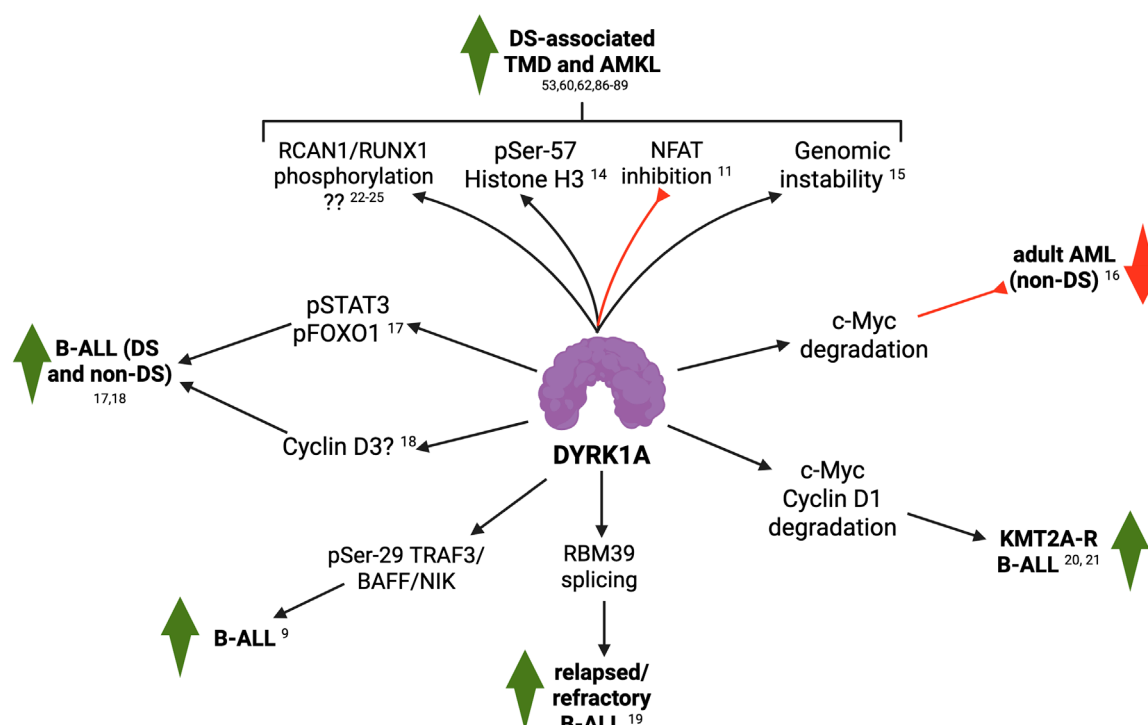 DS-associated
TMD and AMKL
53,60,62,86-89
RCAN1/RUNX1
phosphorylation
?? 22-25
pSer-57
Histone H3 14
NFAT
inhibition 11
Genomic
instability 15
adult AML
(non-DS) 16
c-Myc
degradation
pSTAT3
pFOXO1 17
B-ALL (DS
and non-DS)
17,18
Cyclin D3? 18
DYRK1A
c-Myc
Cyclin D1
degradation
KMT2A-R
B-ALL 20, 21
pSer-29 TRAF3/
BAFF/NIK
B-ALL 9
RBM39
splicing
relapsed/
refractory
B-ALL 19